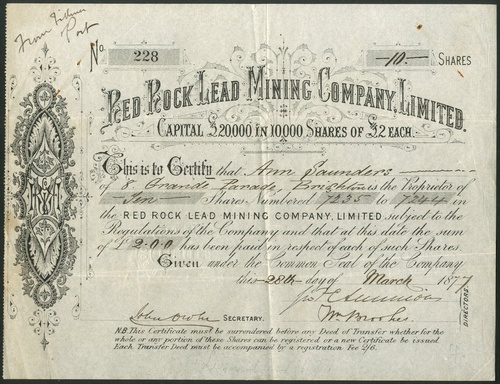 From
Port
No. 228
10 SHARES
RED ROCK LEAD MINING COMPANY, LIMITED.
CAPITAL £20000 IN 10,000 SHARES OF £2 EACH.
This is to Certify that Ann Saunders
of 8 Grande Parade, Brighton is the Proprietor of
Ten Shares Numbered 7235 to 7244 in
the RED ROCK LEAD MINING COMPANY, LIMITED subject to the
Regulations of the Company and that at this date the sum
of £2:0:0 has been paid in respect of each of such Shares
Given under the Common Seal of the Company
this 28th day of March 1877
John SECRETARY.
Wm Brookes
DIRECTORS
N.B. This Certificate must be surrendered before any Deed of Transfer whether for the
whole or any portion of these Shares can be registered or a new Certificate be issued
Each Transfer Deed must be accompanied by a registration Fee 2/6.